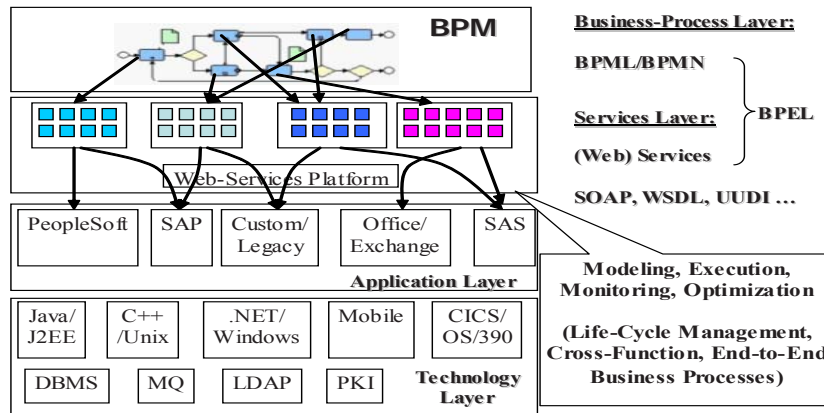 BPM
Business-Process Layer:
BPML/BPMN
BPEL
Services Layer:
(Web) Services
SOAP, WSDL, UUDI ...
Web-Services Platform
PeopleSoft
SAP
Custom/
Legacy
Office/
Exchange
SAS
Application Layer
Modeling, Execution,
Monitoring, Optimization
(Life-Cycle Management,
Cross-Function, End-to-End
Business Processes)
Java/
J2EE
C++
/Unix
.NET/
Windows
Mobile
CICS/
OS/390
DBMS
MQ
LDAP
PKI
Technology
Layer